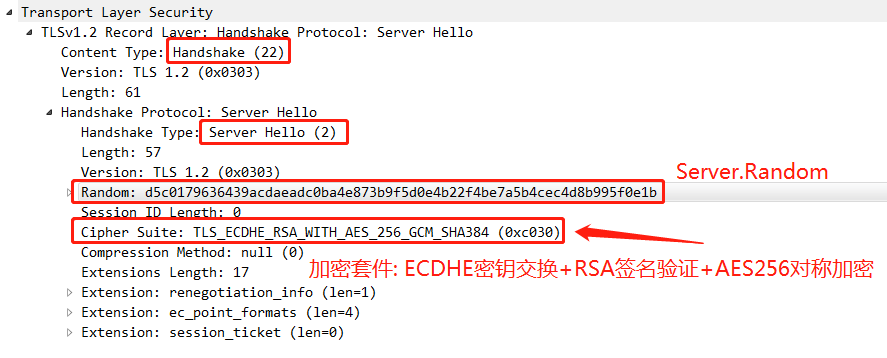 Transport Layer Security
TLSv1.2 Record Layer: Handshake Protocol: Server Hello
Content Type: Handshake (22)
Version: TLS 1.2 (0x0303)
Length: 61
Handshake Protocol: Server Hello
Handshake Type: Server Hello (2)
Length: 57
Version: TLS 1.2 (0x0303)
Server.Random
Random: d5c0179636439acdaeadc0ba4e873b9f5d0e4b22f4be7a5b4cec4d8b995f0e1b
Session ID Length: 0
Cipher Suite: TLS_ECDHE_RSA_WITH_AES_256_GCM_SHA384 (0xc030)
Compression Method: null (0)
Extensions Length: 17
加密套件: ECDHE密钥交换+RSA签名验证+AES256对称加密
Extension: renegotiation_info (len=1)
Extension: ec_point_formats (len=4)
Extension: session_ticket (len=0)